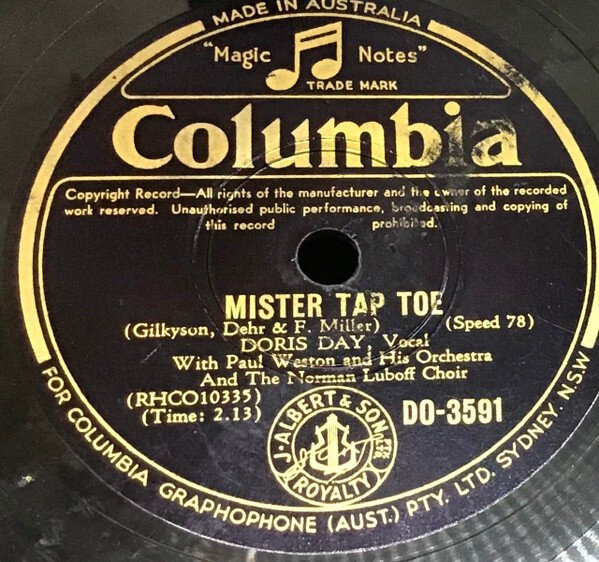 MADE IN AUSTRALIA
"Magic Notes"
TRADE MARK
Columbia
Copyright Record—All rights of the manufacturer and the owner of the recorded
work reserved. Unauthorised public performance, broadcasting and copying of
this record prohibited.
MISTER TAP TOE
(Gilkyson, Dehr & F. Miller) (Speed 78)
DORIS DAY, Vocal
With Paul Weston and His Orchestra
And The Norman Luboff Choir
(RHCO10335)
(Time: 2.13)
DO-3591
J. ALBERT & SON PTY. LTD.
ROYALTY
FOR COLUMBIA GRAPHOPHONE (AUST.) PTY. LTD. SYDNEY. N.S.W